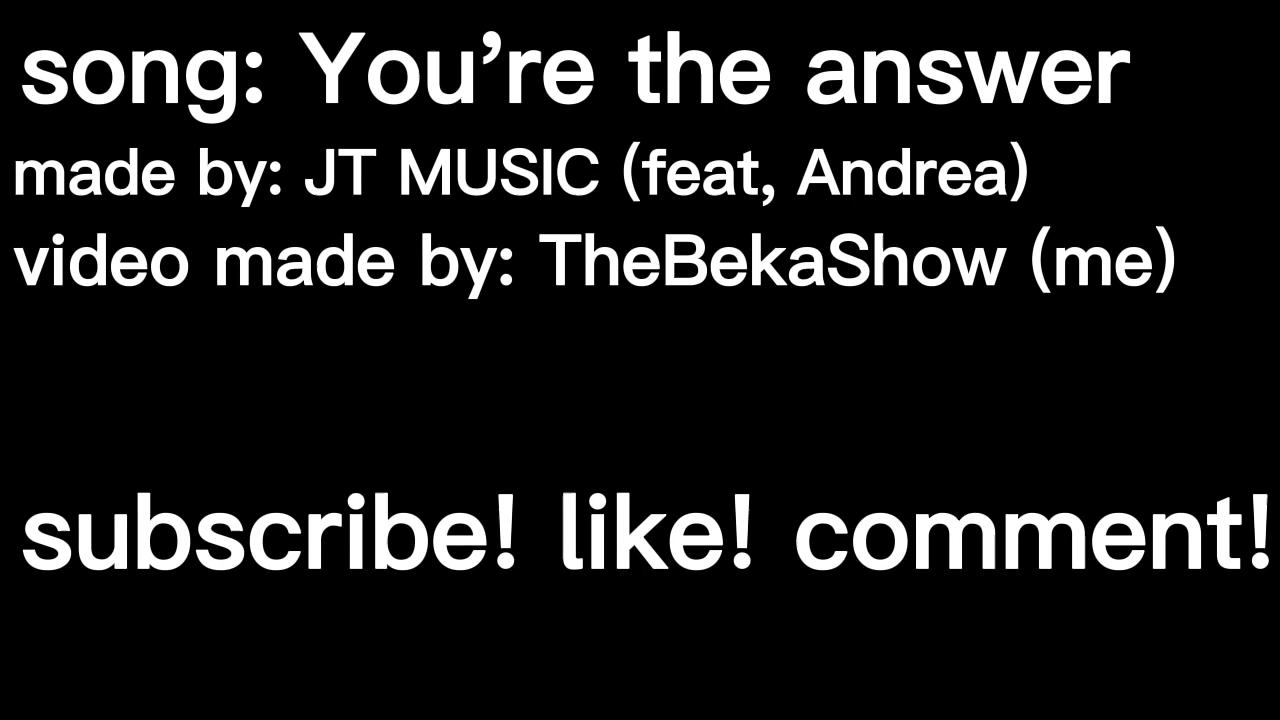 song: You’re the answer
made by: JT MUSIC (feat, Andrea)
video made by: TheBekaShow (me)
subscribe! like! comment!